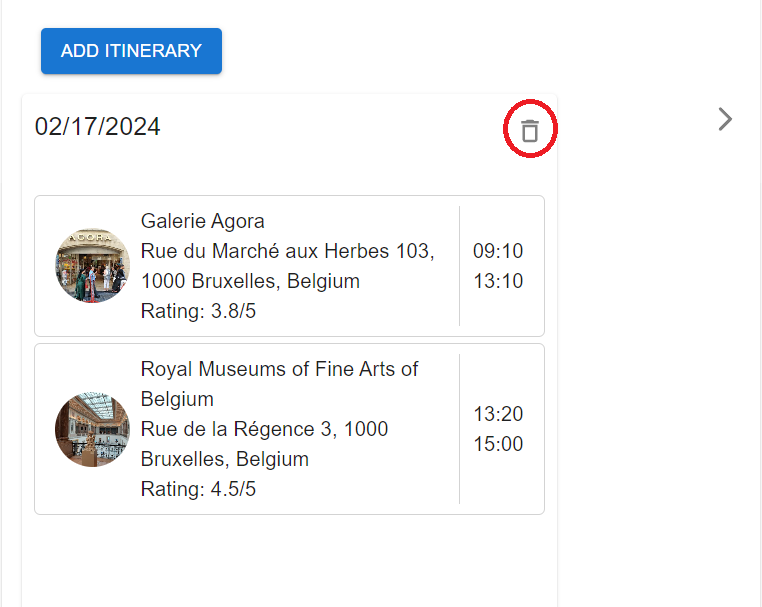 ADD ITINERARY
02/17/2024
AGORA
Galerie Agora
Rue du Marché aux Herbes 103,
1000 Bruxelles, Belgium
Rating: 3.8/5
09:10
13:10
Royal Museums of Fine Arts of
Belgium
Rue de la Régence 3, 1000
Bruxelles, Belgium
Rating: 4.5/5
13:20
15:00